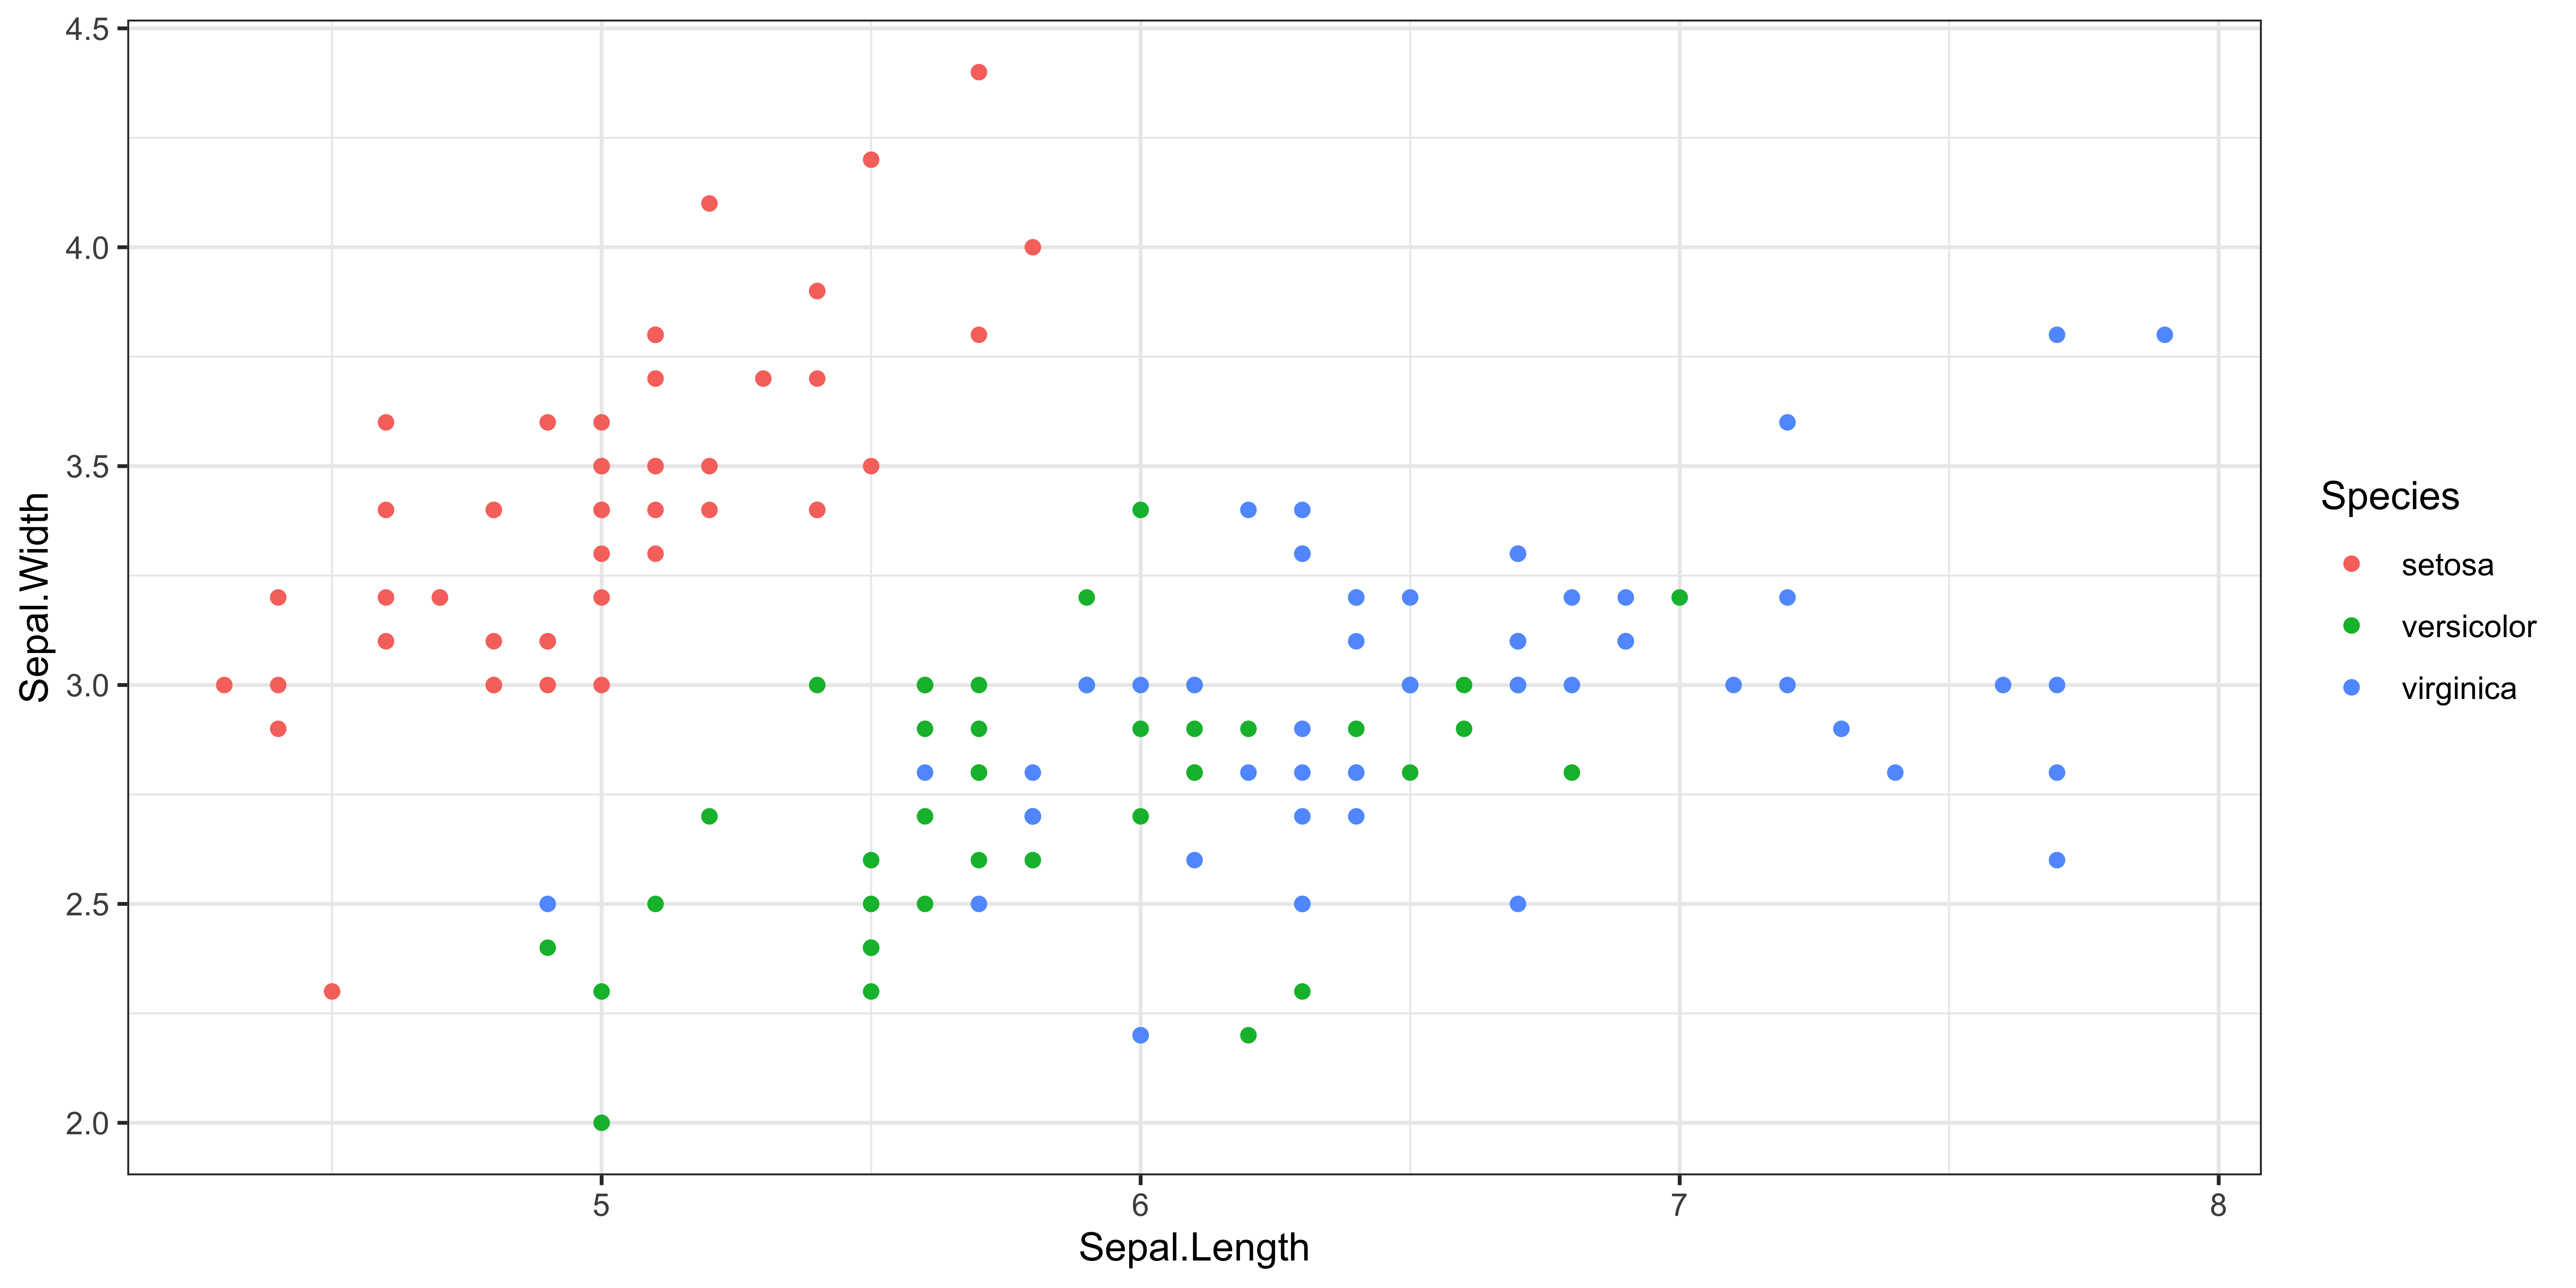 4.5
4.0
3.5
3.0
2.5
2.0
Sepal.Width
5 6 7 8
Sepal.Length
Species
setosa
versicolor
virginica